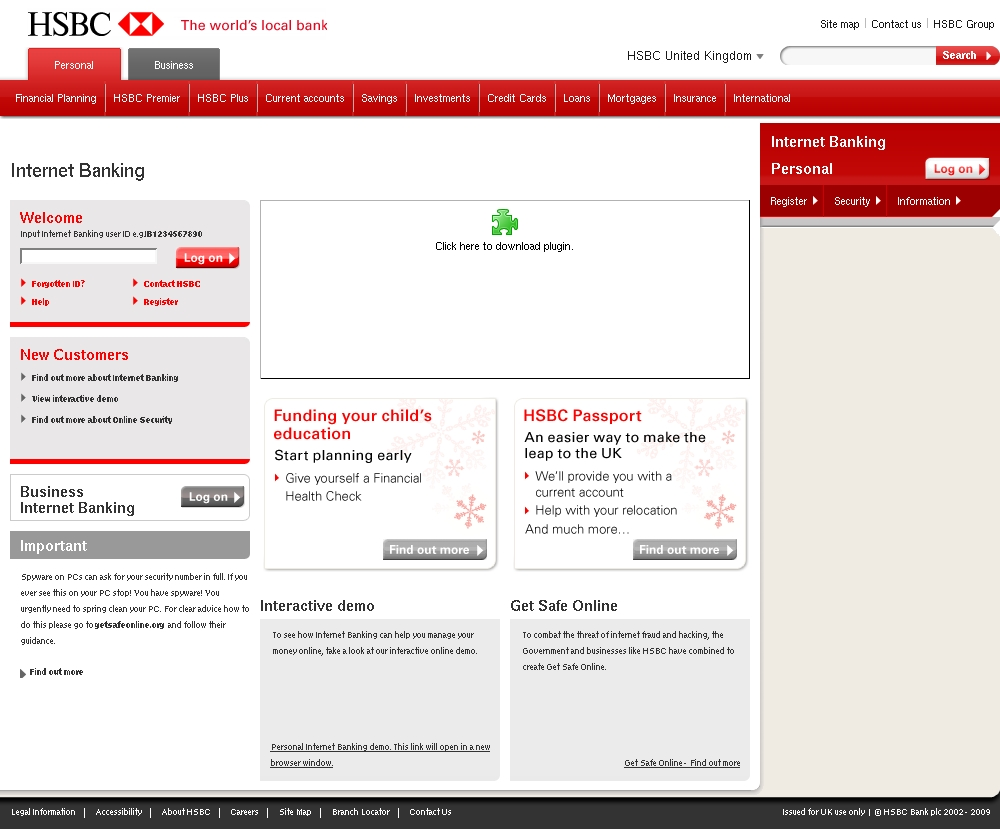 HSBC The world's local bank
Site map | Contact us | HSBC Group
Personal Business
HSBC United Kingdom
Search
Financial Planning HSBC Premier HSBC Plus Current accounts Savings Investments Credit Cards Loans Mortgages Insurance International
Internet Banking
Internet Banking
Personal
Log on
Register Security Information
Welcome
Input Internet Banking user ID e.g.IB1234567890
Log on
Forgotten ID? Contact HSBC
Help Register
New Customers
Find out more about Internet Banking
View interactive demo
Find out more about Online Security
Business
Internet Banking
Log on
Important
Spyware on PCs can ask for your security number in full. If you
ever see this on your PC stop! You have spyware! You
urgently need to spring clean your PC. For clear advice how to
do this please go to getsafeonline.org and follow their
guidance.
Find out more
Click here to download plugin.
Funding your child's
education
Start planning early
Give yourself a Financial
Health Check
Find out more
HSBC Passport
An easier way to make the
leap to the UK
We'll provide you with a
current account
Help with your relocation
And much more...
Find out more
Interactive demo
To see how Internet Banking can help you manage your
money online, take a look at our interactive online demo.
Personal Internet Banking demo. This link will open in a new
browser window.
Get Safe Online
To combat the threat of internet fraud and hacking, the
Government and businesses like HSBC have combined to
create Get Safe Online.
Get Safe Online - Find out more
Legal Information | Accessibility | About HSBC | Careers | Site Map | Branch Locator | Contact Us
Issued for UK use only | © HSBC Bank plc 2002 - 2009